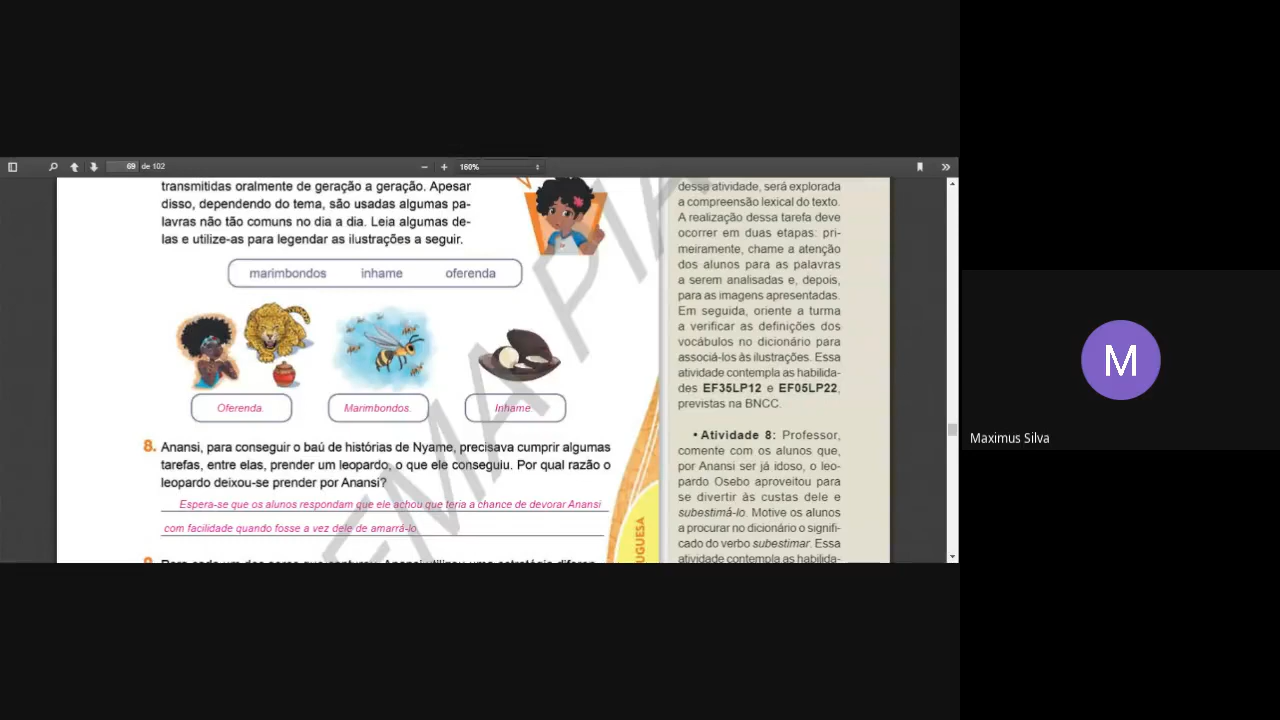 69 de 102
160%
transmitidas oralmente de geração a geração. Apesar
disso, dependendo do tema, são usadas algumas pa-
lavras não tão comuns no dia a dia. Leia algumas de-
las e utilize-as para legendar as ilustrações a seguir.
marimbondos inhame oferenda
Oferenda.
Marimbondos.
Inhame
8. Anansi, para conseguir o baú de histórias de Nyame, precisava cumprir algumas
tarefas, entre elas, prender um leopardo, o que ele conseguiu. Por qual razão o
leopardo deixou-se prender por Anansi?
Espera-se que os alunos respondam que ele achou que teria a chance de devorar Anansi
com facilidade quando fosse a vez dele de amarrá-lo.
UGUESA
EMA PIA
dessa atividade, será explorada
a compreensão lexical do texto.
A realização dessa tarefa deve
ocorrer em duas etapas: pri-
meiramente, chame a atenção
dos alunos para as palavras
a serem analisadas e, depois,
para as imagens apresentadas.
Em seguida, oriente a turma
a verificar as definições dos
vocábulos no dicionário para
associá-los às ilustrações. Essa
atividade contempla as habilida-
des EF35LP12 e EF05LP22,
previstas na BNCC.
• Atividade 8: Professor,
comente com os alunos que,
por Anansi ser já idoso, o leo-
pardo Osebo aproveitou para
se divertir às custas dele e
subestimá-lo. Motive os alunos
a procurar no dicionário o signifi-
cado do verbo subestimar. Essa
atividade contempla as habilida-
M
Maximus Silva